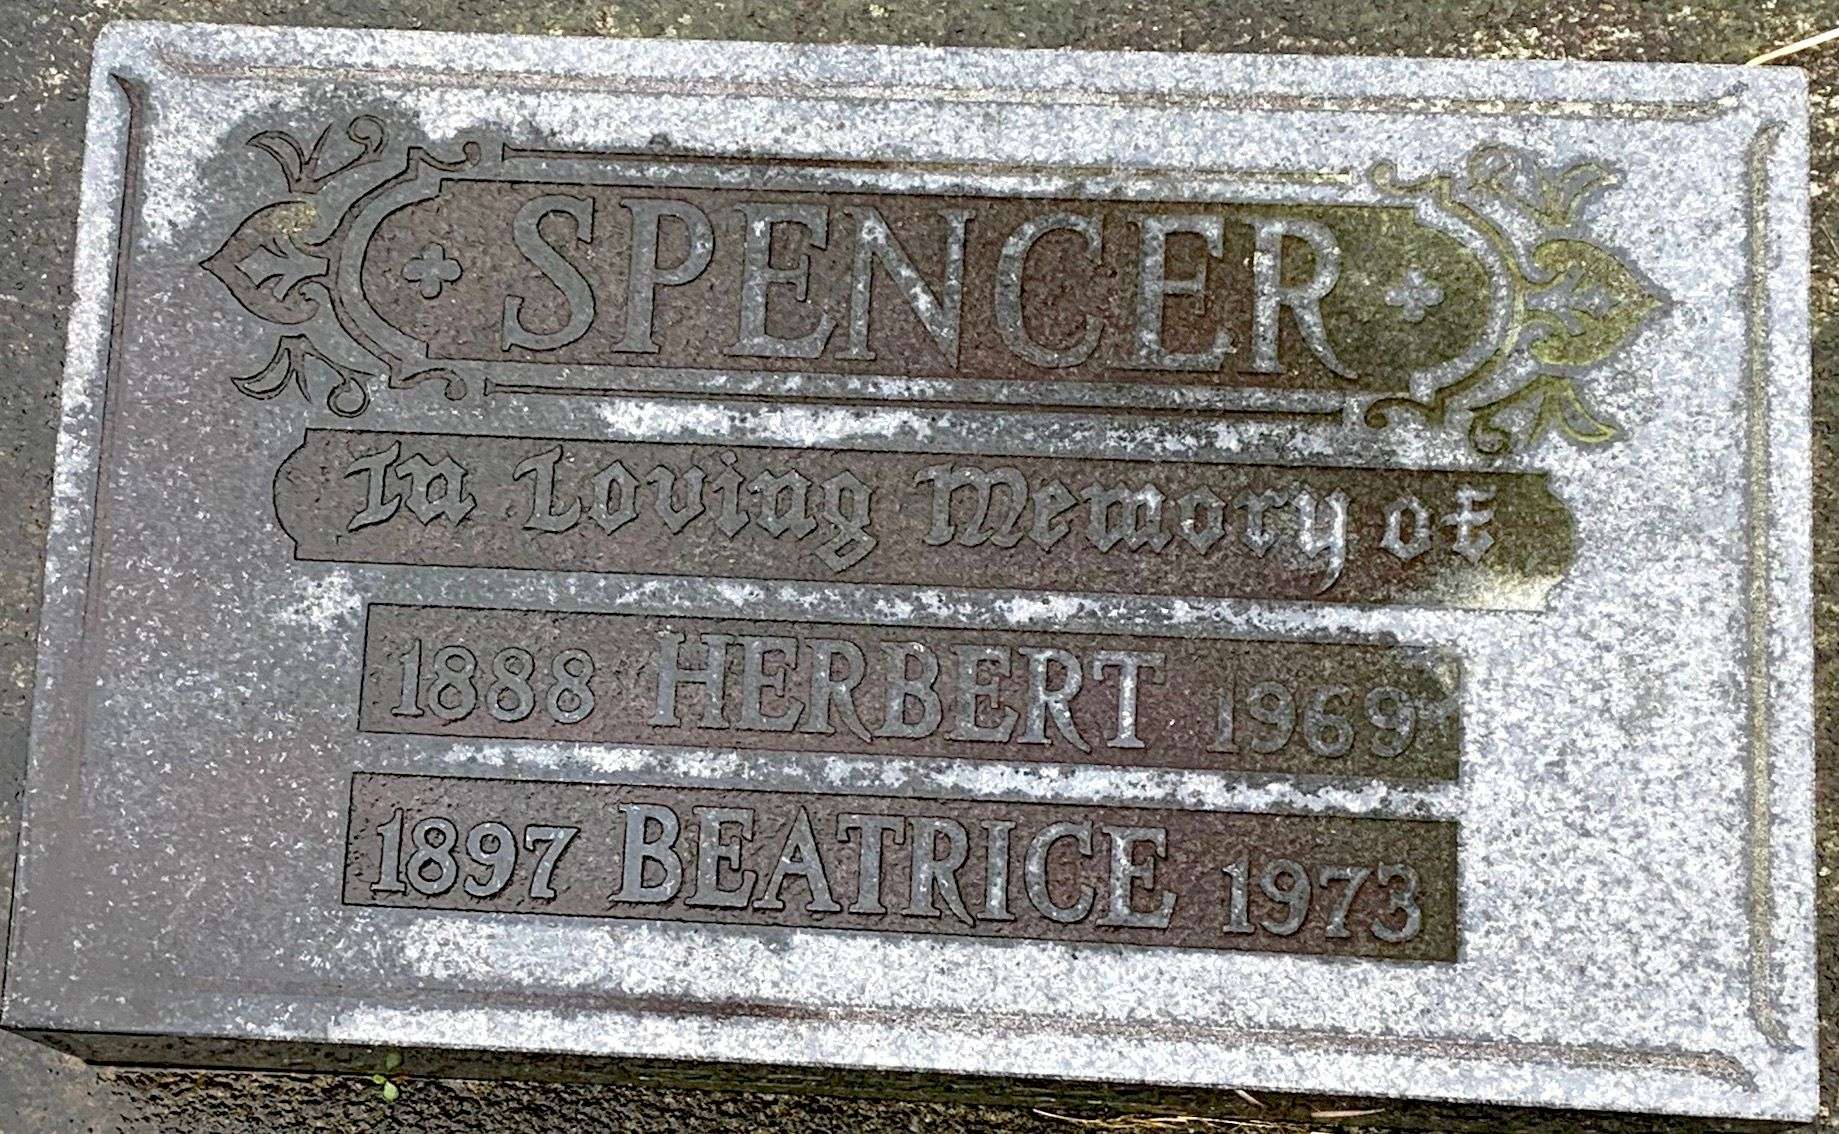 SPENCER
In Loving Memory of
1888 HERBERT 1969
1897 BEATRICE 1973